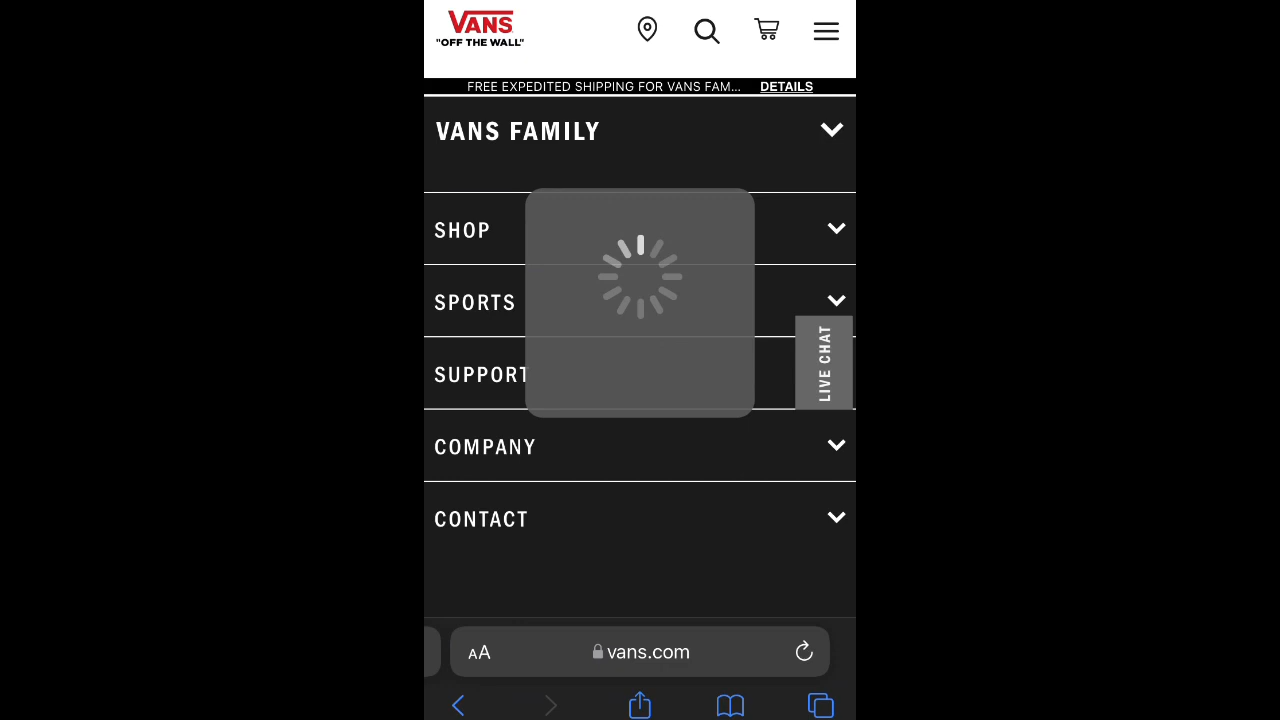 VANS
"OFF THE WALL"
FREE EXPEDITED SHIPPING FOR VANS FAM... DETAILS
VANS FAMILY
SHOP
SPORTS
LIVE CHAT
SUPPORT
COMPANY
CONTACT
AA vans.com